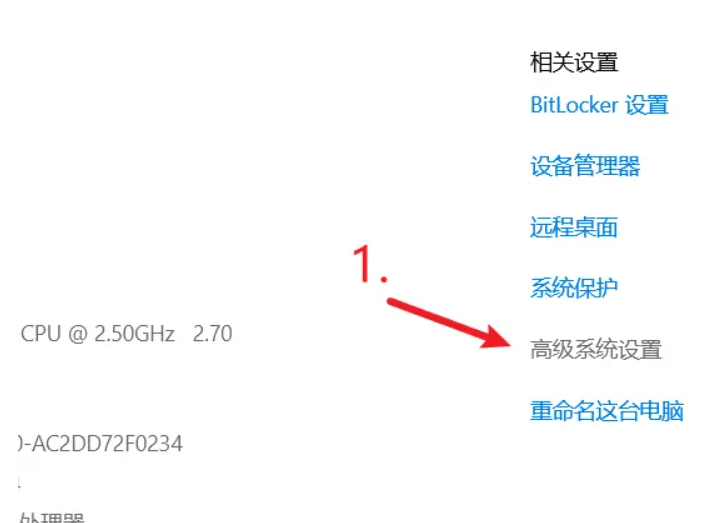 相关设置
BitLocker 设置
设备管理器
远程桌面
1.
系统保护
CPU @ 2.50GHz 2.70
高级系统设置
重命名这台电脑
0-AC2DD72F0234
处理器